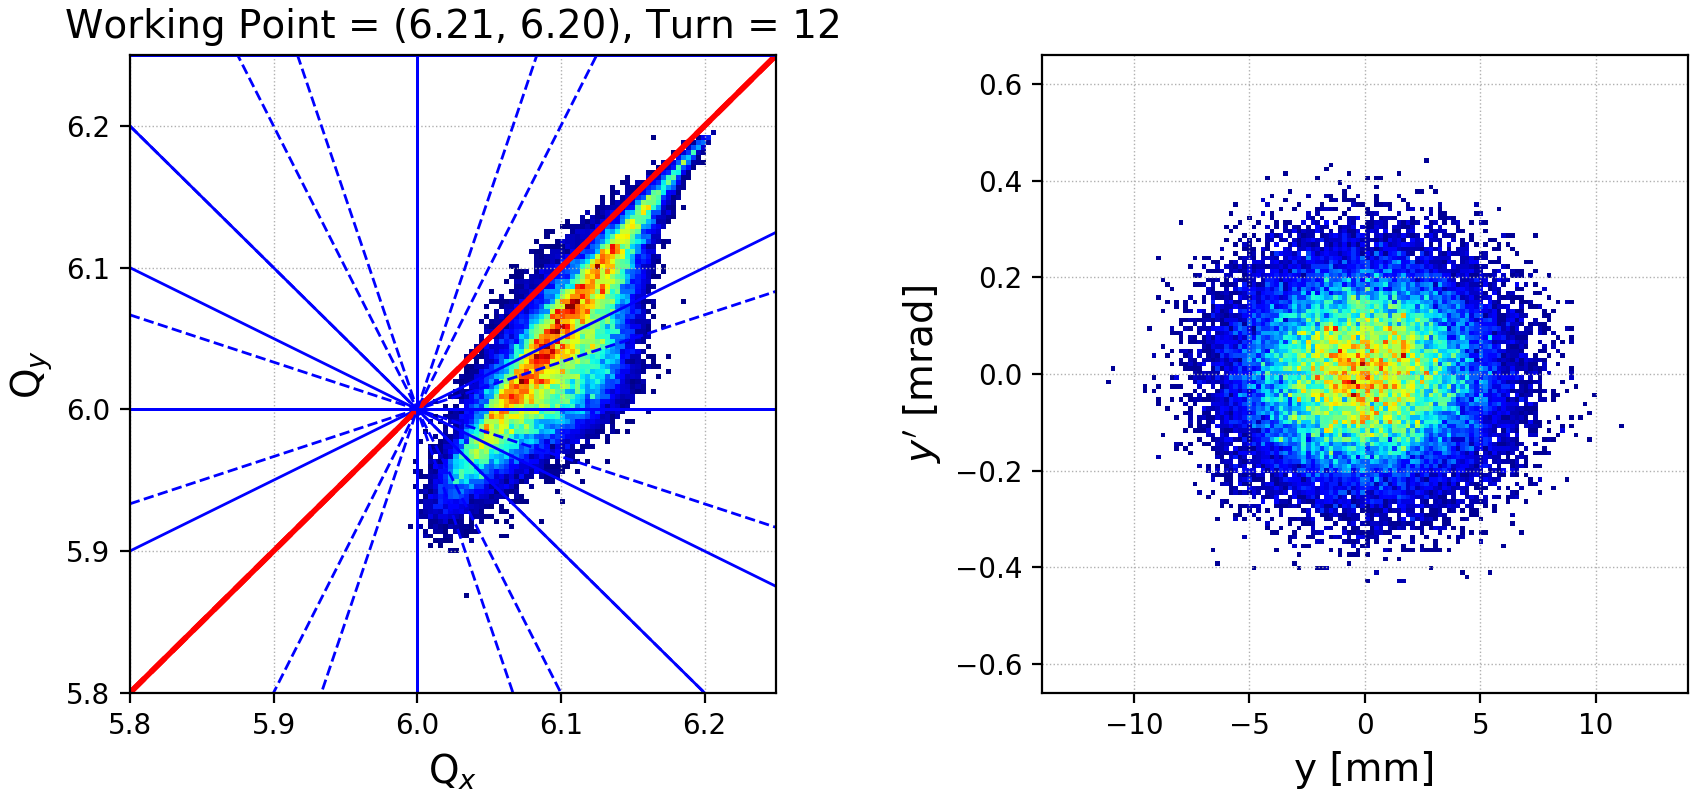 Working Point = (6.21, 6.20), Turn = 12
6.2
6.1
6.0
5.9
5.8
Q_y
5.8 5.9 6.0 6.1 6.2
Q_x
0.6
0.4
0.2
0.0
−0.2
−0.4
−0.6
y′ [mrad]
−10 −5 0 5 10
y [mm]